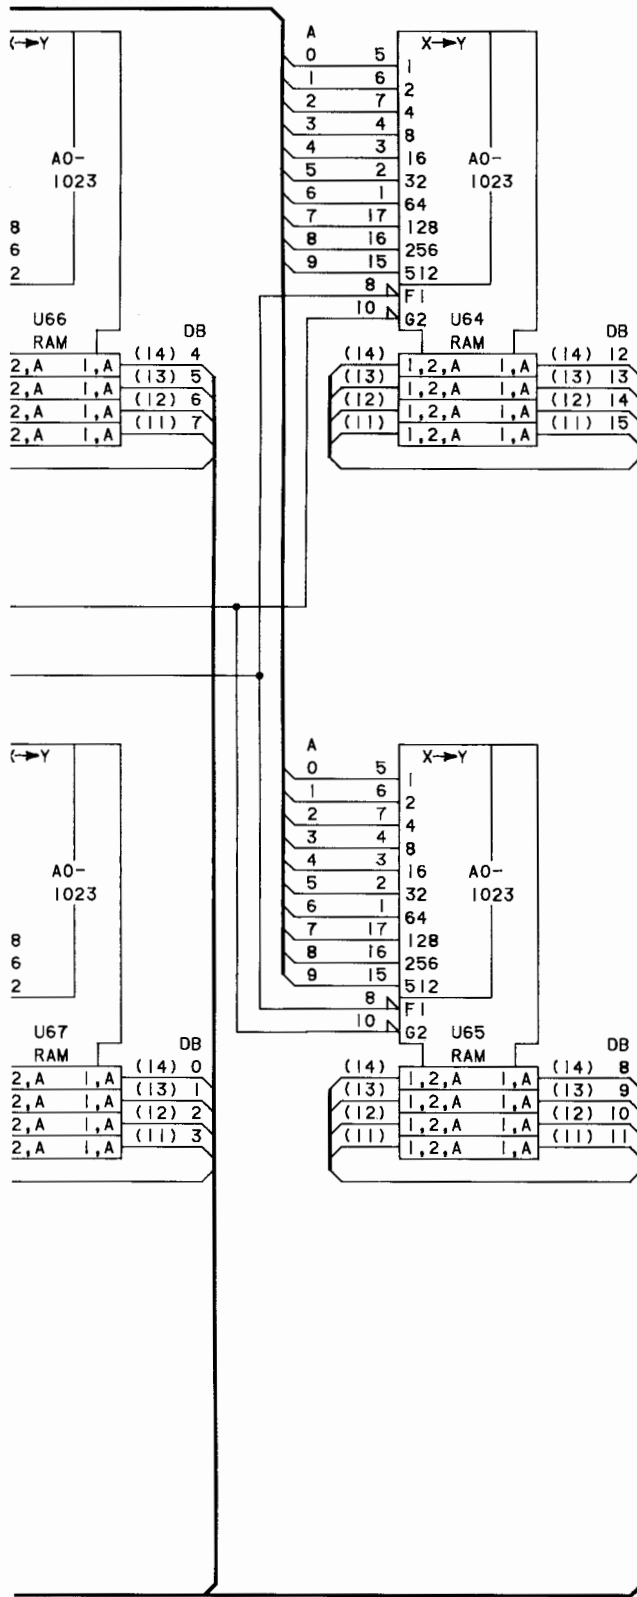 X→Y
A0-
1023
8
6
2
U66
RAM
DB
2,A 1,A (14) 4
2,A 1,A (13) 5
2,A 1,A (12) 6
2,A 1,A (11) 7
A
0 5 1
1 6 2
2 7 4
3 4 8
4 3 16
5 2 32
6 1 64
7 17 128
8 16 256
9 15 512
8 F1
10 G2
X→Y
A0-
1023
U64
RAM
DB
(14) 1,2,A 1,A (14) 12
(13) 1,2,A 1,A (13) 13
(12) 1,2,A 1,A (12) 14
(11) 1,2,A 1,A (11) 15
X→Y
A0-
1023
8
6
2
U67
RAM
DB
2,A 1,A (14) 0
2,A 1,A (13) 1
2,A 1,A (12) 2
2,A 1,A (11) 3
A
0 5 1
1 6 2
2 7 4
3 4 8
4 3 16
5 2 32
6 1 64
7 17 128
8 16 256
9 15 512
8 F1
10 G2
X→Y
A0-
1023
U65
RAM
DB
(14) 1,2,A 1,A (14) 8
(13) 1,2,A 1,A (13) 9
(12) 1,2,A 1,A (12) 10
(11) 1,2,A 1,A (11) 11